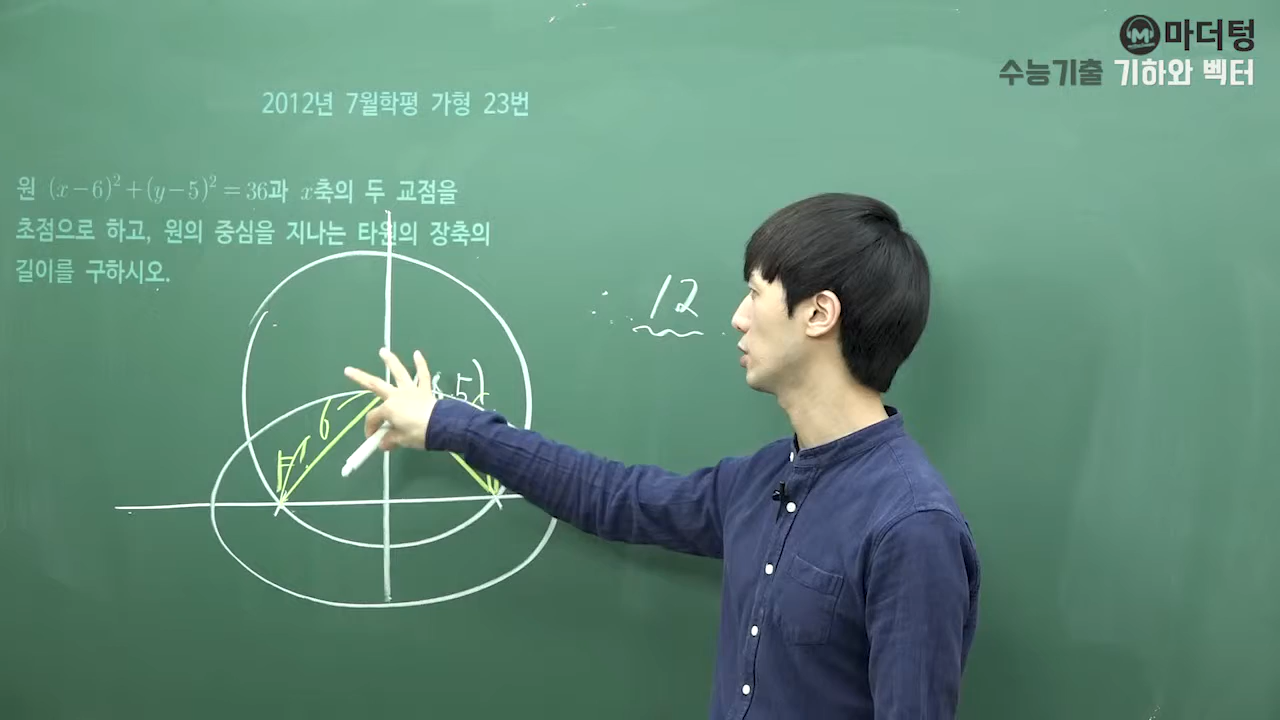 마더텅
수능기출 기하와 벡터
2012년 7월학평 가형 23번
원 (x-6)²+(y-5)²=36과 x축의 두 교점을
초점으로 하고, 원의 중심을 지나는 타원의 장축의
길이를 구하시오.
∴ 12
5)
6